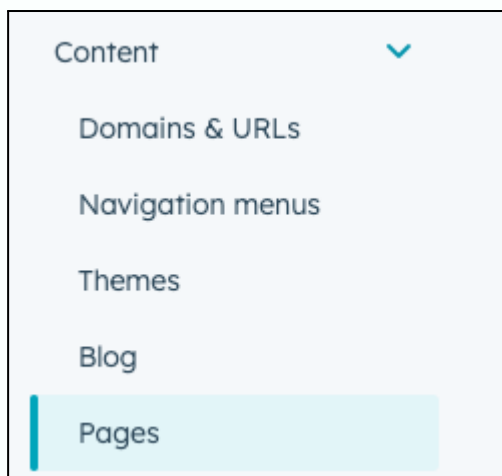 Content
Domains & URLs
Navigation menus
Themes
Blog
Pages